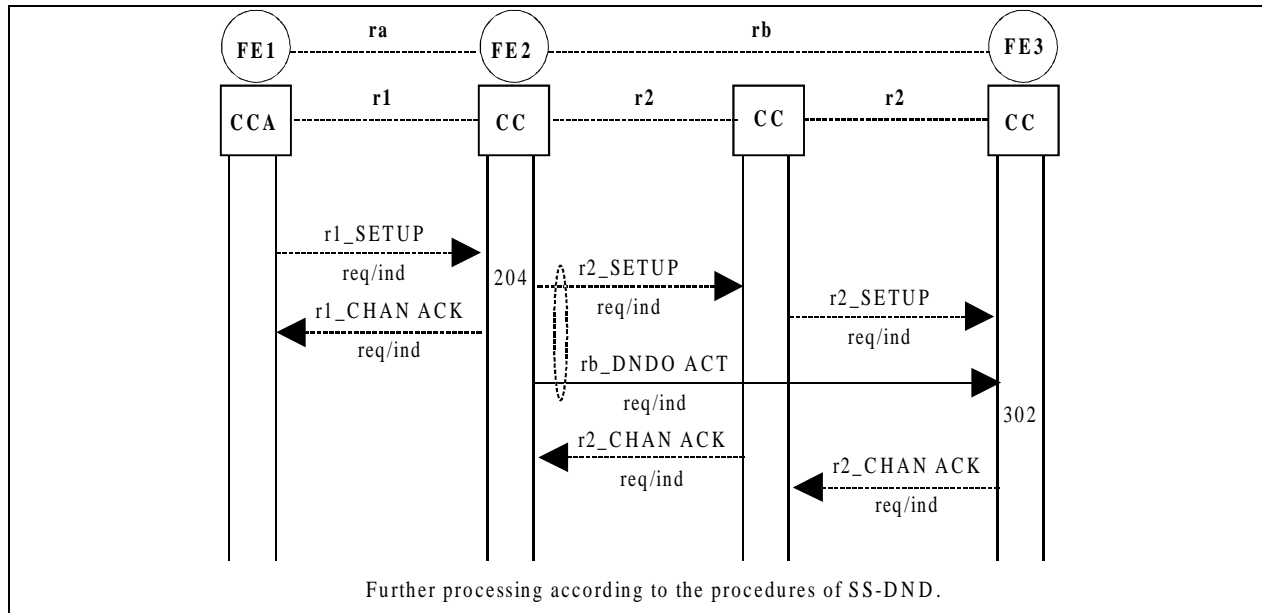 ra
rb
FE1
FE2
FE3
r1
r2
r2
CCA
CC
CC
CC
r1_SETUP
req/ind
204
r2_SETUP
req/ind
r2_SETUP
req/ind
r1_CHAN ACK
req/ind
rb_DNDO ACT
req/ind
302
r2_CHAN ACK
req/ind
r2_CHAN ACK
req/ind
Further processing according to the procedures of SS-DND.